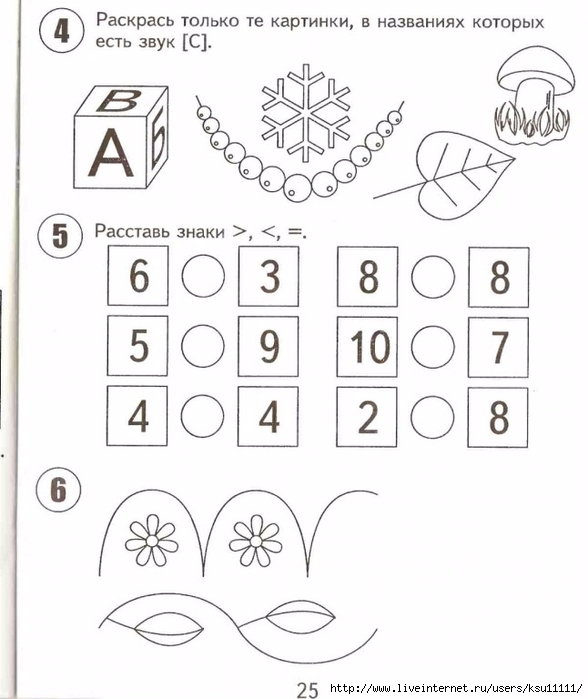 4 Раскрась только те картинки, в названиях которых
есть звук [С].
В
А Б
5 Расставь знаки >, <, =.
6 3 8 8
5 9 10 7
4 4 2 8
6
25
http://www.liveinternet.ru/users/ksu11111/